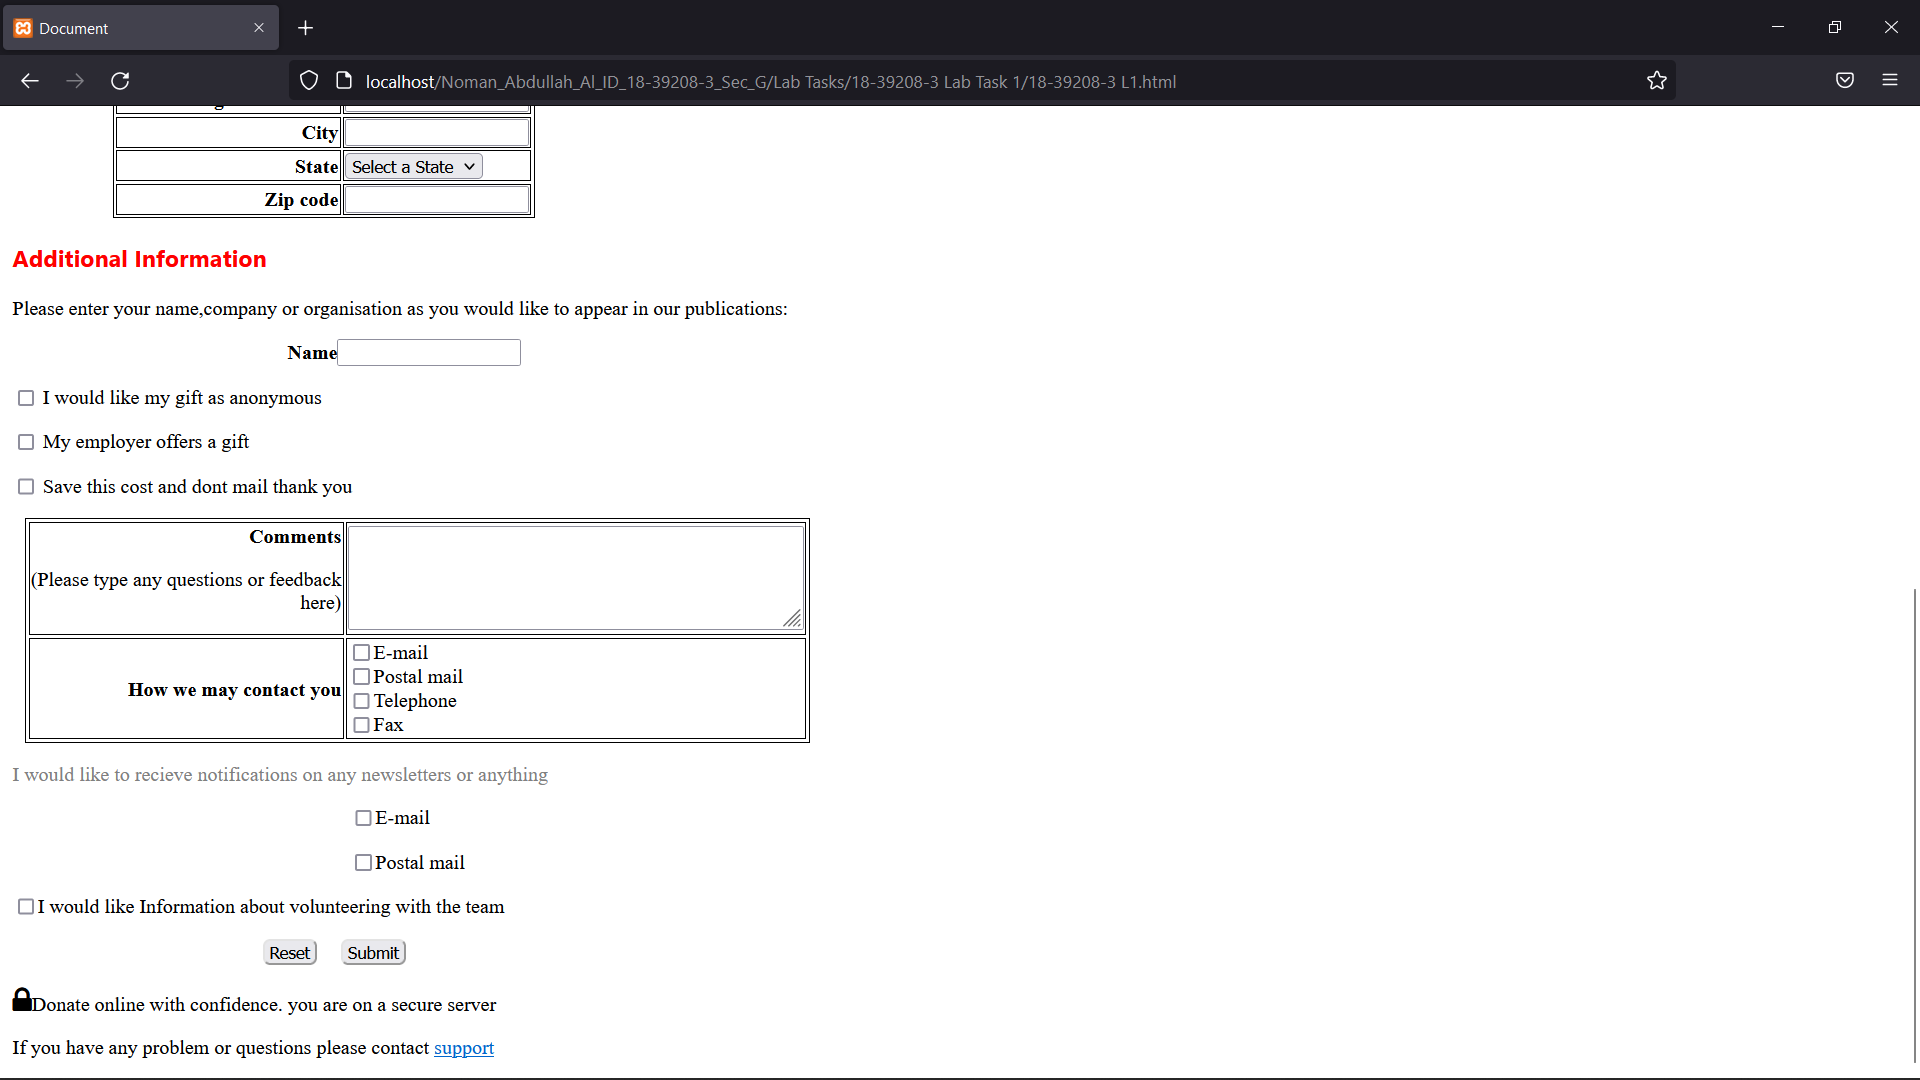 Document
localhost/Noman_Abdullah_Al_ID_18-39208-3_Sec_G/Lab Tasks/18-39208-3 Lab Task 1/18-39208-3 L1.html
City
State Select a State
Zip code
Additional Information
Please enter your name,company or organisation as you would like to appear in our publications:
Name
I would like my gift as anonymous
My employer offers a gift
Save this cost and dont mail thank you
Comments
(Please type any questions or feedback
here)
How we may contact you
E-mail
Postal mail
Telephone
Fax
I would like to recieve notifications on any newsletters or anything
E-mail
Postal mail
I would like Information about volunteering with the team
Reset Submit
Donate online with confidence. you are on a secure server
If you have any problem or questions please contact support